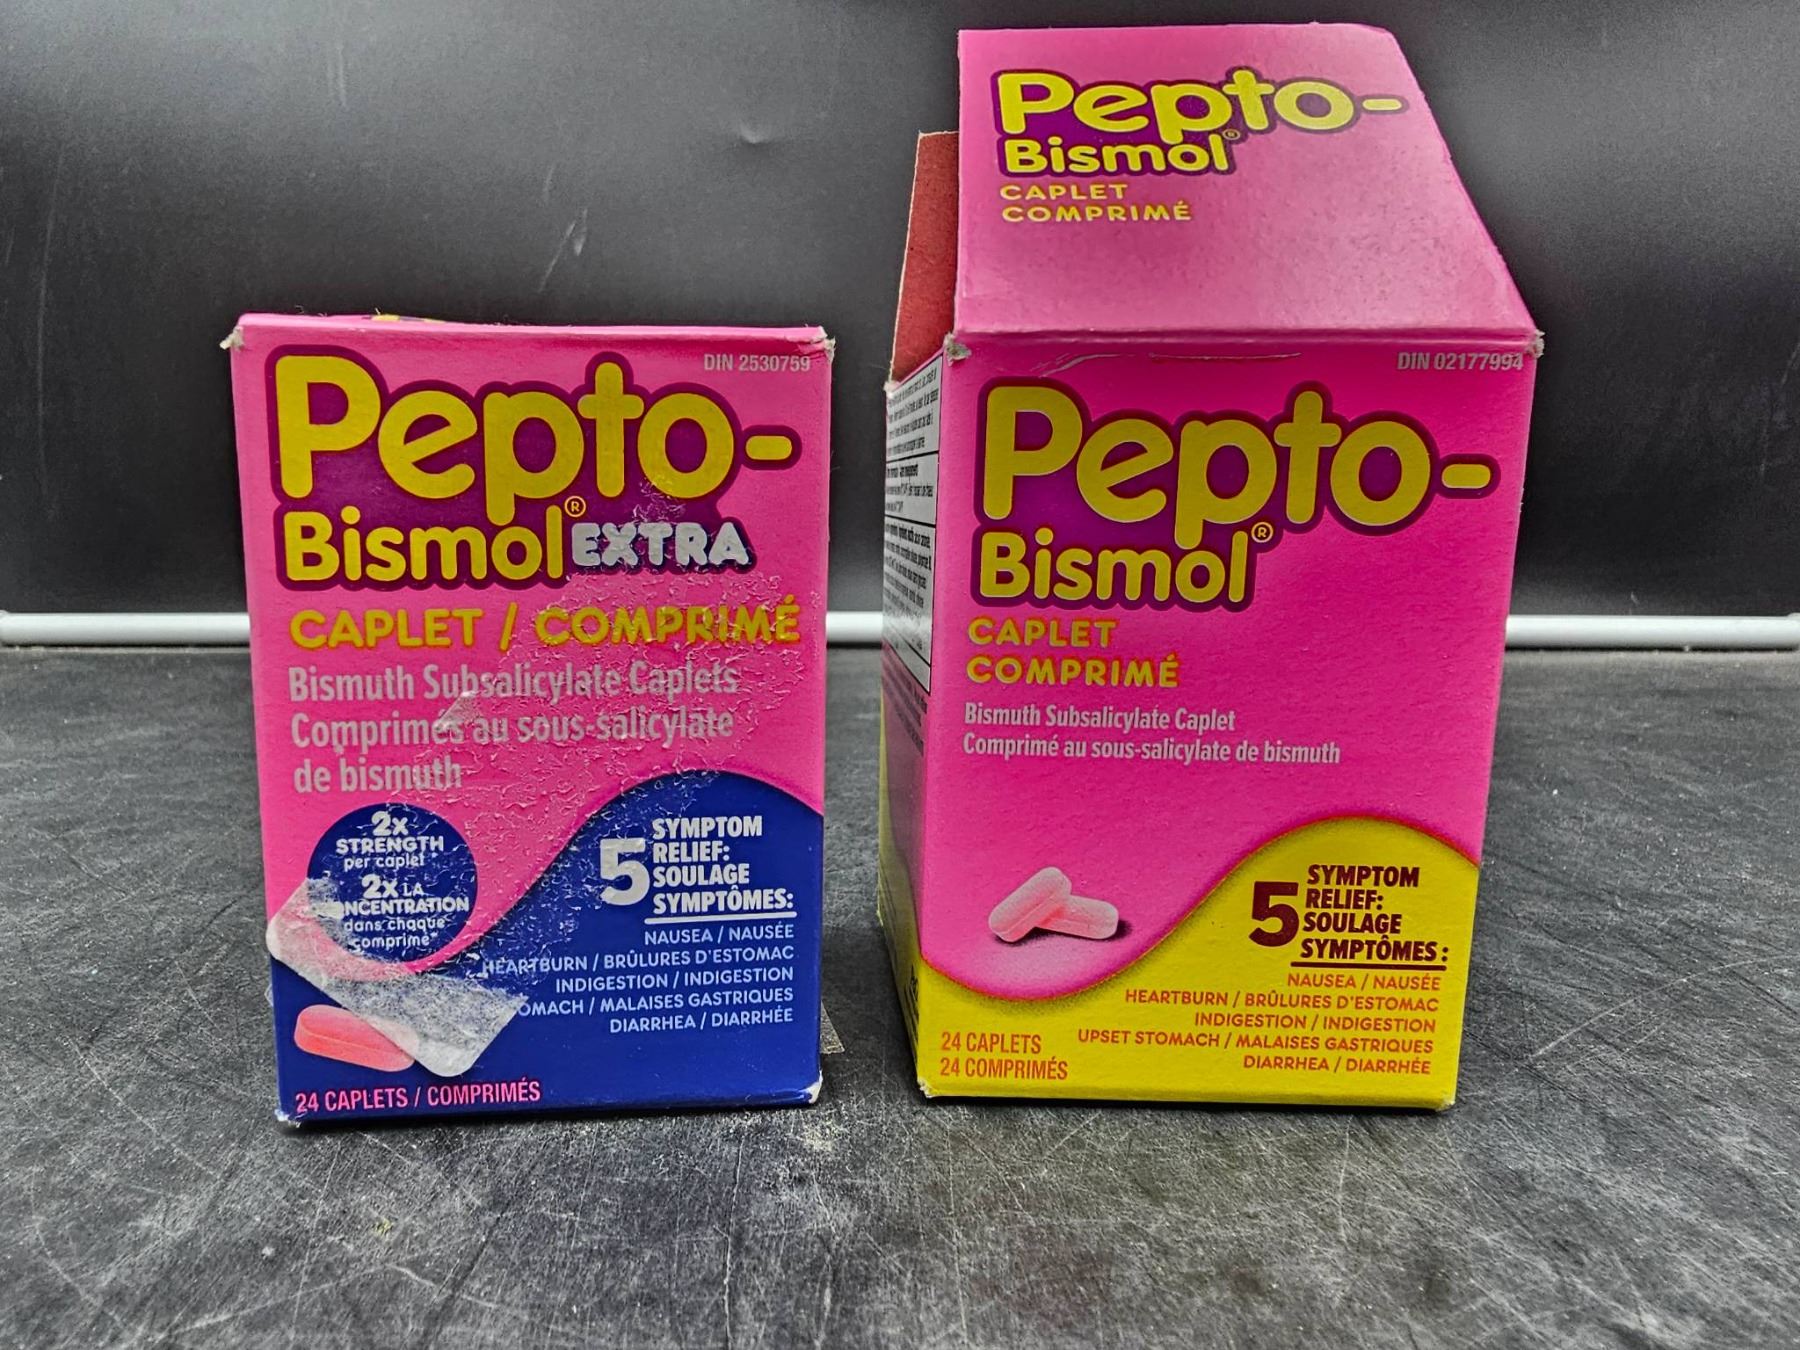 DIN 2530759
Pepto-
Bismol® EXTRA
CAPLET / COMPRIMÉ
Bismuth Subsalicylate Caplets
Comprimés au sous-salicylate
de bismuth
2x
STRENGTH
per caplet
2x LA
NCENTRATION
dans chaque
comprimé*
5 SYMPTOM
RELIEF:
SOULAGE
SYMPTÔMES:
NAUSEA / NAUSÉE
HEARTBURN / BRÛLURES D'ESTOMAC
INDIGESTION / INDIGESTION
OMACH / MALAISES GASTRIQUES
DIARRHEA / DIARRHÉE
24 CAPLETS / COMPRIMÉS
Pepto-
Bismol®
CAPLET
COMPRIMÉ
DIN 02177994
Pepto-
Bismol®
CAPLET
COMPRIMÉ
Bismuth Subsalicylate Caplet
Comprimé au sous-salicylate de bismuth
5 SYMPTOM
RELIEF:
SOULAGE
SYMPTÔMES :
NAUSEA / NAUSÉE
HEARTBURN / BRÛLURES D'ESTOMAC
INDIGESTION / INDIGESTION
UPSET STOMACH / MALAISES GASTRIQUES
DIARRHEA / DIARRHÉE
24 CAPLETS
24 COMPRIMÉS